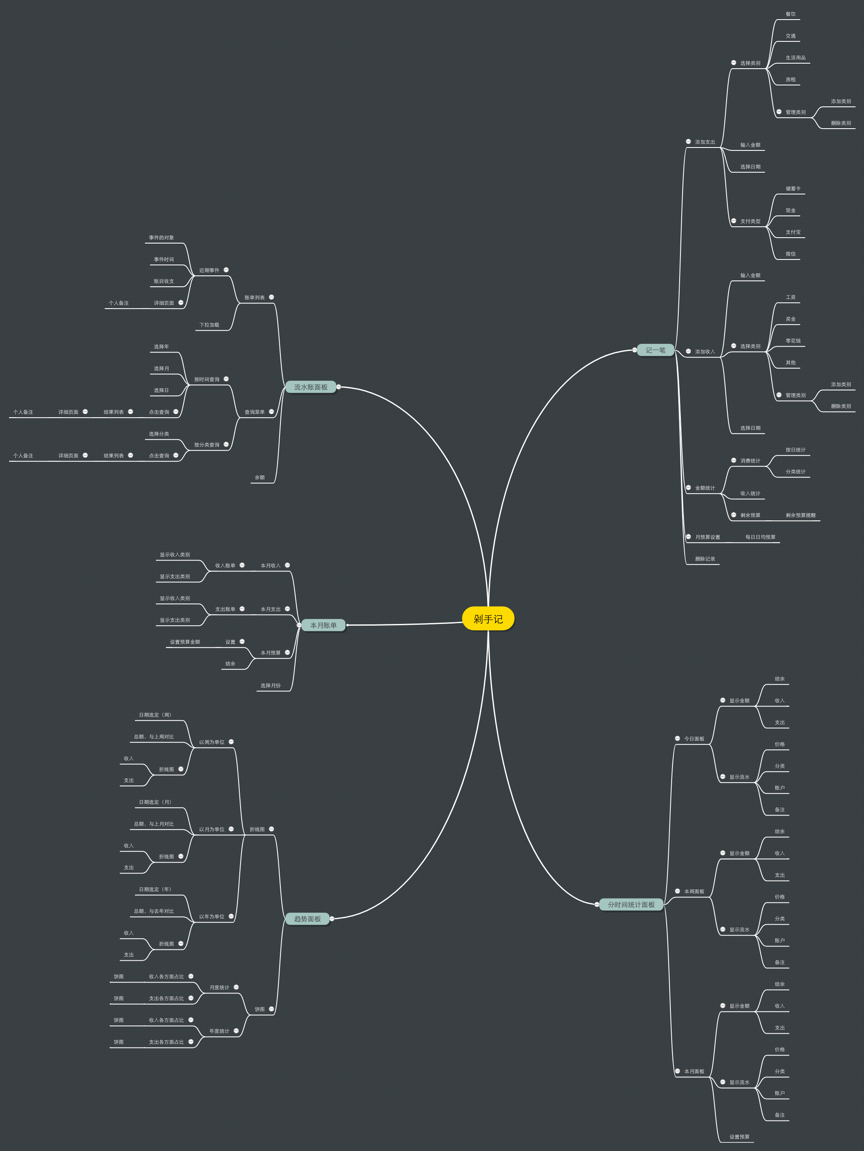 剁手记
记一笔
添加支出
选择类别
餐饮
交通
生活用品
房租
管理类别
添加类别
删除类别
输入金额
选择日期
支付类型
储蓄卡
现金
支付宝
微信
添加收入
输入金额
选择类别
工资
奖金
零花钱
其他
管理类别
添加类别
删除类别
选择日期
金额统计
消费统计
按日统计
分类统计
收入统计
剩余预算
剩余预算提醒
月预算设置
每日日均预算
删除记录
分时间统计面板
今日面板
显示金额
结余
收入
支出
显示流水
价格
分类
账户
备注
本周面板
显示金额
结余
收入
支出
显示流水
价格
分类
账户
备注
本月面板
显示金额
结余
收入
支出
显示流水
价格
分类
账户
备注
设置预算
流水账面板
账单列表
近期事件
事件的对象
事件时间
账目收支
详细页面
个人备注
下拉加载
查询菜单
按时间查询
选择年
选择月
选择日
点击查询
结果列表
详细页面
个人备注
按分类查询
选择分类
点击查询
结果列表
详细页面
个人备注
余额
本月账单
本月收入
收入账单
显示收入类别
显示支出类别
本月支出
支出账单
显示收入类别
显示支出类别
本月预算
设置
设置预算金额
结余
选择月份
趋势面板
折线图
以周为单位
日期选定（周）
总额，与上周对比
折线图
收入
支出
以月为单位
日期选定（月）
总额，与上月对比
折线图
收入
支出
以年为单位
日期选定（年）
总额，与去年对比
折线图
收入
支出
饼图
月度统计
收入各方面占比
饼图
支出各方面占比
饼图
年度统计
收入各方面占比
饼图
支出各方面占比
饼图